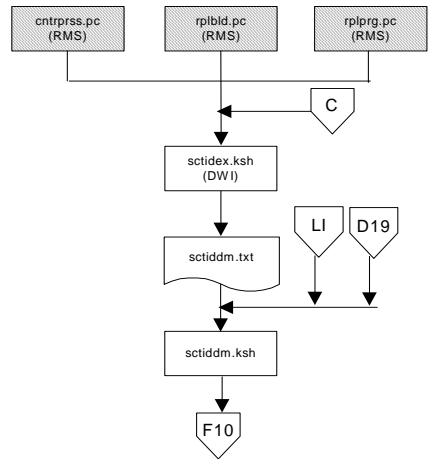 cntrprss.pc
(RMS)
rplbld.pc
(RMS)
rplprg.pc
(RMS)
C
sctidex.ksh
(DWI)
sctiddm.txt
LI
D19
sctiddm.ksh
F10